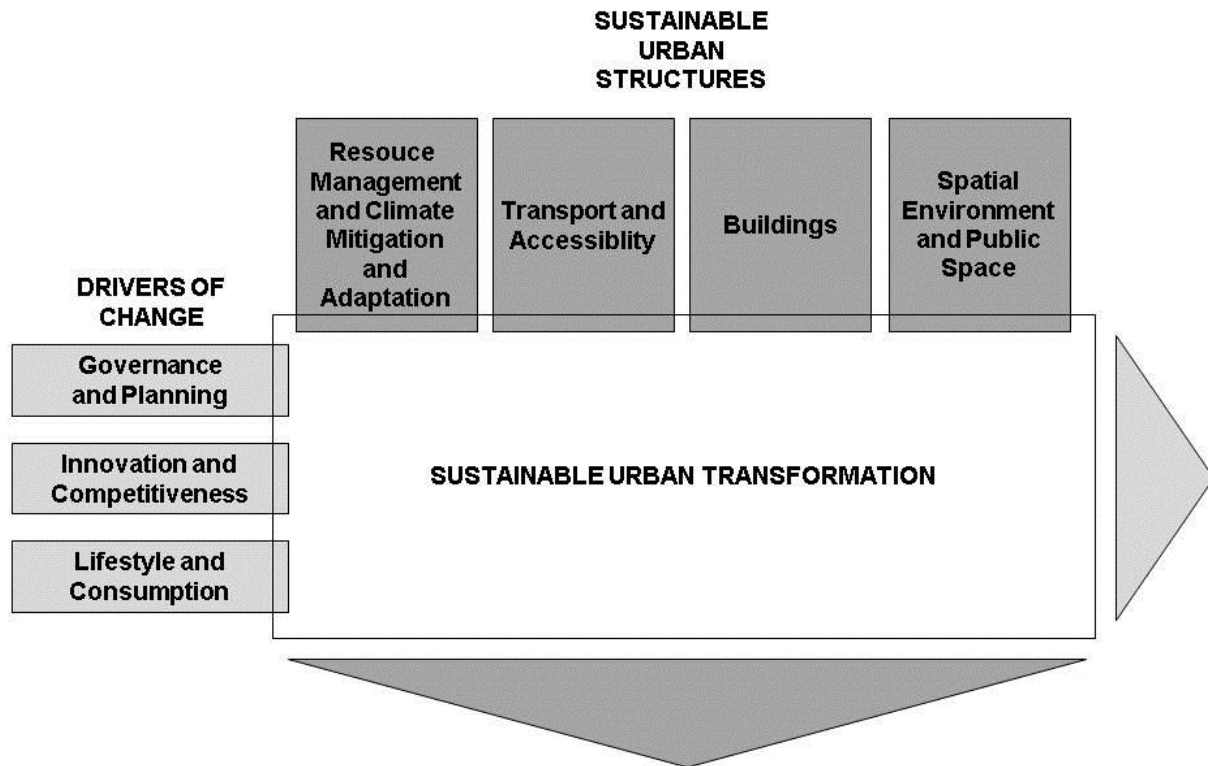 SUSTAINABLE
URBAN
STRUCTURES
Resouce
Management
and Climate
Mitigation
and
Adaptation
Transport and
Accessiblity
Buildings
Spatial
Environment
and Public
Space
DRIVERS OF
CHANGE
Governance
and Planning
Innovation and
Competitiveness
Lifestyle and
Consumption
SUSTAINABLE URBAN TRANSFORMATION